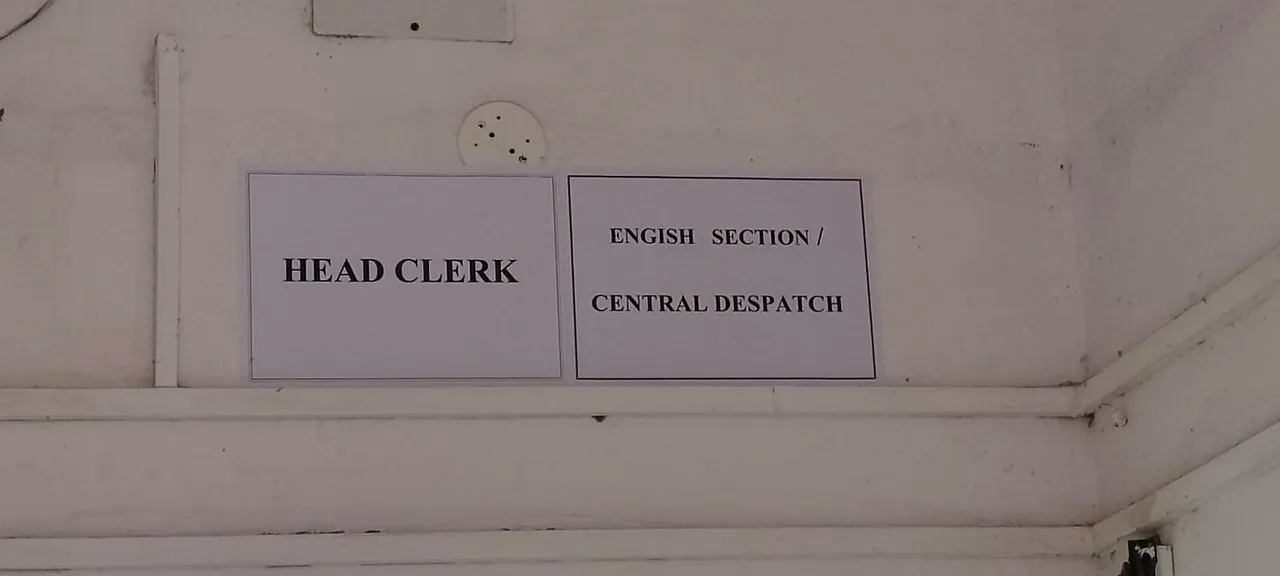 HEAD CLERK
ENGISH SECTION /
CENTRAL DESPATCH